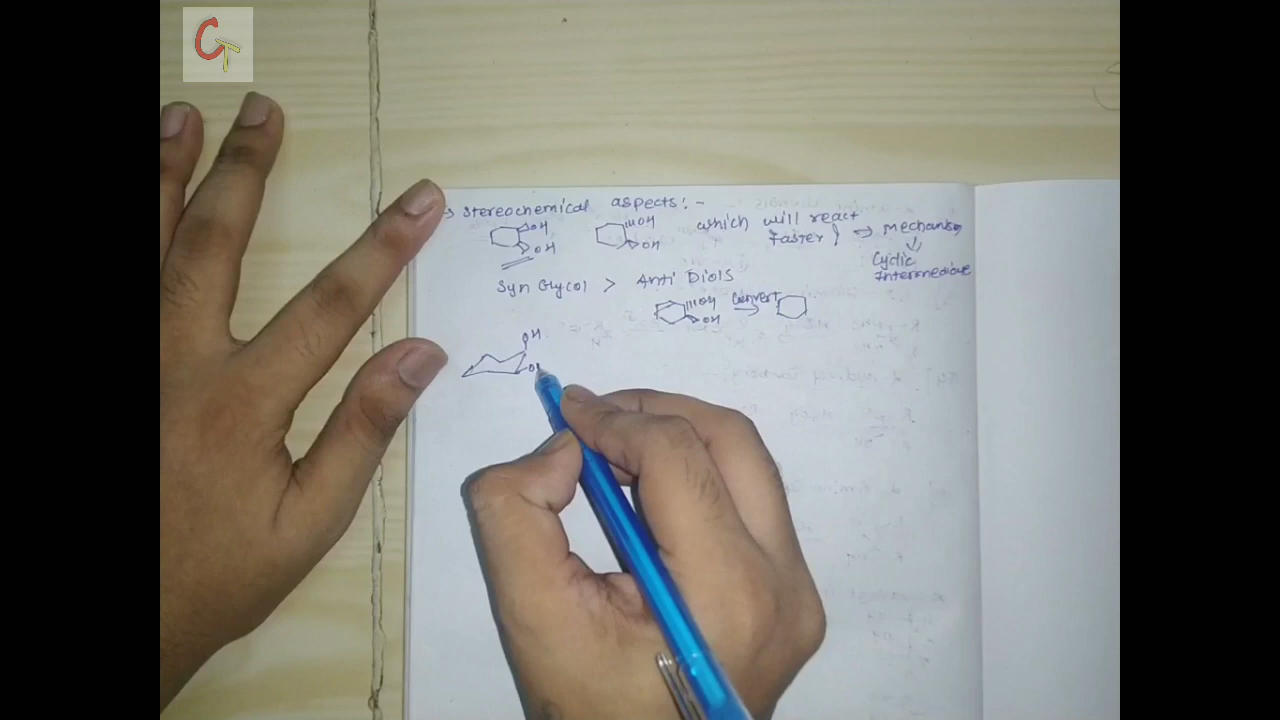 CT
→ Stereochemical aspects:-
OH OH which will react
OH OH faster} ⇒ Mechanism
Cyclic
Intermediate
Syn Glycol > Anti Diols
OH Convert
OH
OH